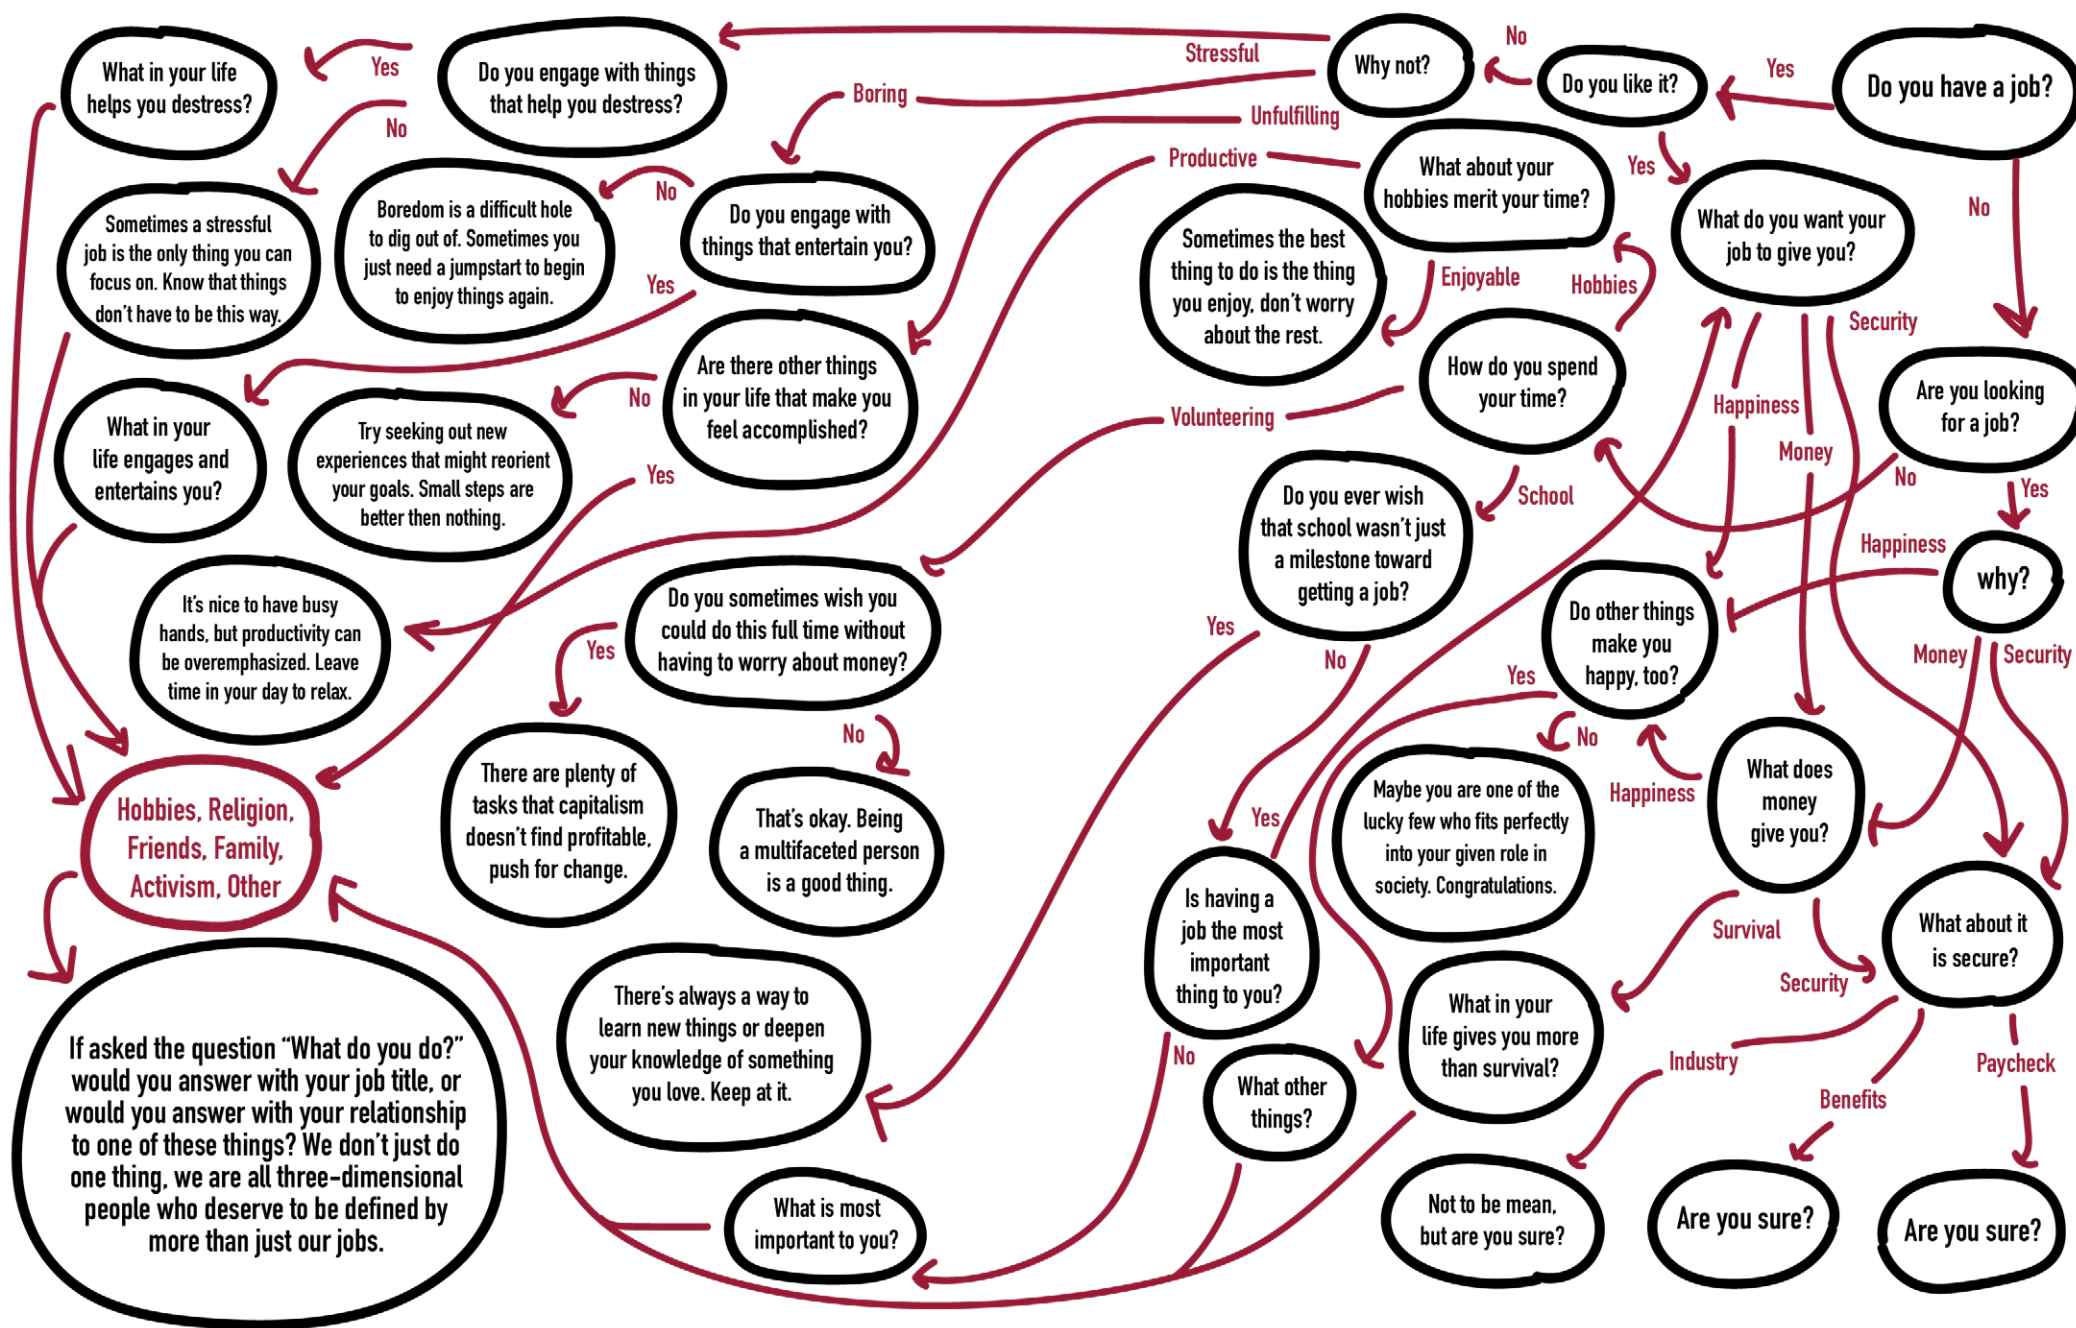 Do you have a job?
Yes
No
Do you like it?
No
Yes
Why not?
Stressful
Boring
Unfulfilling
Do you engage with things
that help you destress?
Yes
No
What in your life
helps you destress?
Sometimes a stressful
job is the only thing you can
focus on. Know that things
don't have to be this way.
Do you engage with
things that entertain you?
No
Yes
Boredom is a difficult hole
to dig out of. Sometimes you
just need a jumpstart to begin
to enjoy things again.
What in your
life engages and
entertains you?
Are there other things
in your life that make you
feel accomplished?
No
Yes
Try seeking out new
experiences that might reorient
your goals. Small steps are
better then nothing.
What about your
hobbies merit your time?
Productive
Enjoyable
Sometimes the best
thing to do is the thing
you enjoy, don't worry
about the rest.
It's nice to have busy
hands, but productivity can
be overemphasized. Leave
time in your day to relax.
How do you spend
your time?
Hobbies
Volunteering
School
Do you sometimes wish you
could do this full time without
having to worry about money?
Yes
No
There are plenty of
tasks that capitalism
doesn't find profitable,
push for change.
That's okay. Being
a multifaceted person
is a good thing.
Do you ever wish
that school wasn't just
a milestone toward
getting a job?
Yes
No
There's always a way to
learn new things or deepen
your knowledge of something
you love. Keep at it.
Is having a
job the most
important
thing to you?
Yes
No
What is most
important to you?
What do you want your
job to give you?
Happiness
Money
Security
Are you looking
for a job?
No
Yes
why?
Happiness
Money
Security
Do other things
make you
happy, too?
Yes
No
Maybe you are one of the
lucky few who fits perfectly
into your given role in
society. Congratulations.
What other
things?
What does
money
give you?
Happiness
Survival
Security
What in your
life gives you more
than survival?
What about it
is secure?
Industry
Benefits
Paycheck
Not to be mean,
but are you sure?
Are you sure?
Are you sure?
Hobbies, Religion,
Friends, Family,
Activism, Other
If asked the question “What do you do?”
would you answer with your job title, or
would you answer with your relationship
to one of these things? We don't just do
one thing, we are all three-dimensional
people who deserve to be defined by
more than just our jobs.